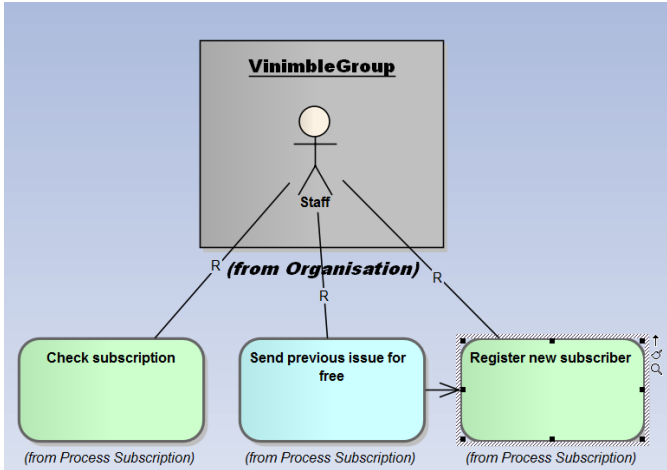 VinimbleGroup
Staff
(from Organisation)
R
R
R
Check subscription
Send previous issue for
free
Register new subscriber
(from Process Subscription)
(from Process Subscription)
(from Process Subscription)